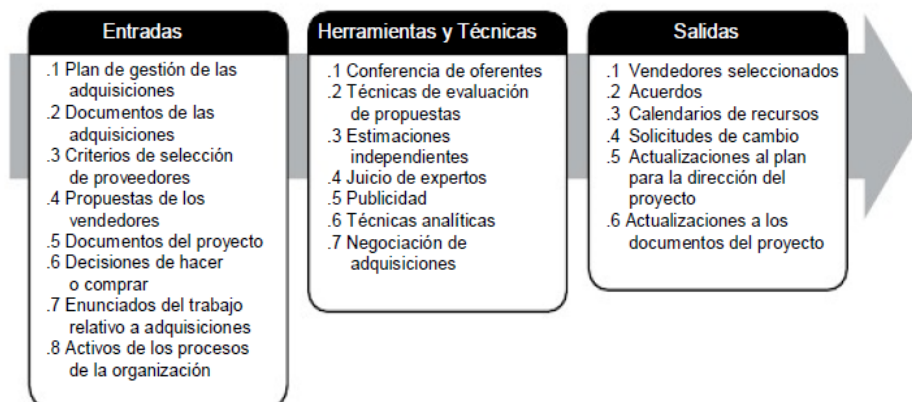 Entradas
.1 Plan de gestión de las
adquisiciones
.2 Documentos de las
adquisiciones
.3 Criterios de selección
de proveedores
.4 Propuestas de los
vendedores
.5 Documentos del proyecto
.6 Decisiones de hacer
o comprar
.7 Enunciados del trabajo
relativo a adquisiciones
.8 Activos de los procesos
de la organización
Herramientas y Técnicas
.1 Conferencia de oferentes
.2 Técnicas de evaluación
de propuestas
.3 Estimaciones
independientes
.4 Juicio de expertos
.5 Publicidad
.6 Técnicas analíticas
.7 Negociación de
adquisiciones
Salidas
.1 Vendedores seleccionados
.2 Acuerdos
.3 Calendarios de recursos
.4 Solicitudes de cambio
.5 Actualizaciones al plan
para la dirección del
proyecto
.6 Actualizaciones a los
documentos del proyecto